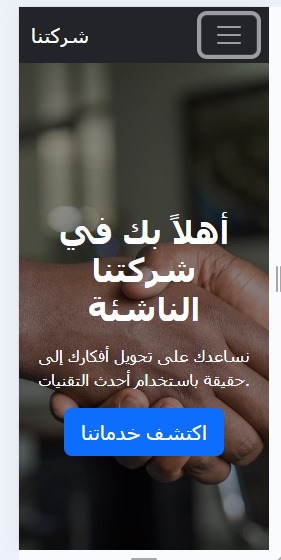 شركتنا
أهلاً بك في
شركتنا
الناشئة
نساعدك على تحويل أفكارك إلى
حقيقة باستخدام أحدث التقنيات.
اكتشف خدماتنا